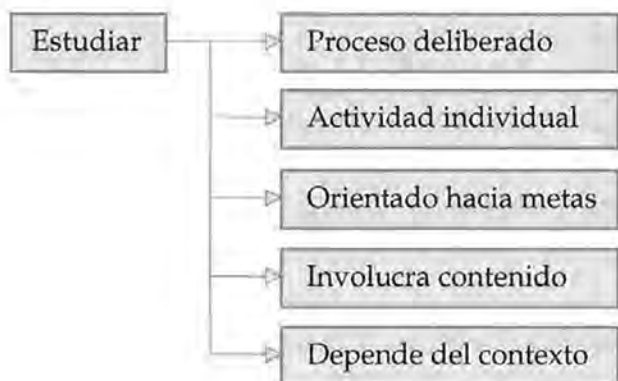 Estudiar
Proceso deliberado
Actividad individual
Orientado hacia metas
Involucra contenido
Depende del contexto